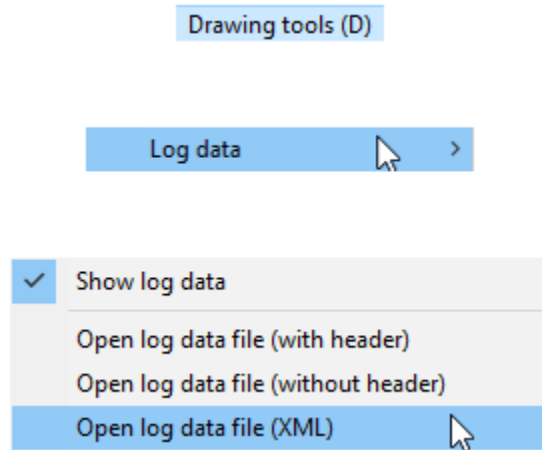 Drawing tools (D)
Log data
Show log data
Open log data file (with header)
Open log data file (without header)
Open log data file (XML)